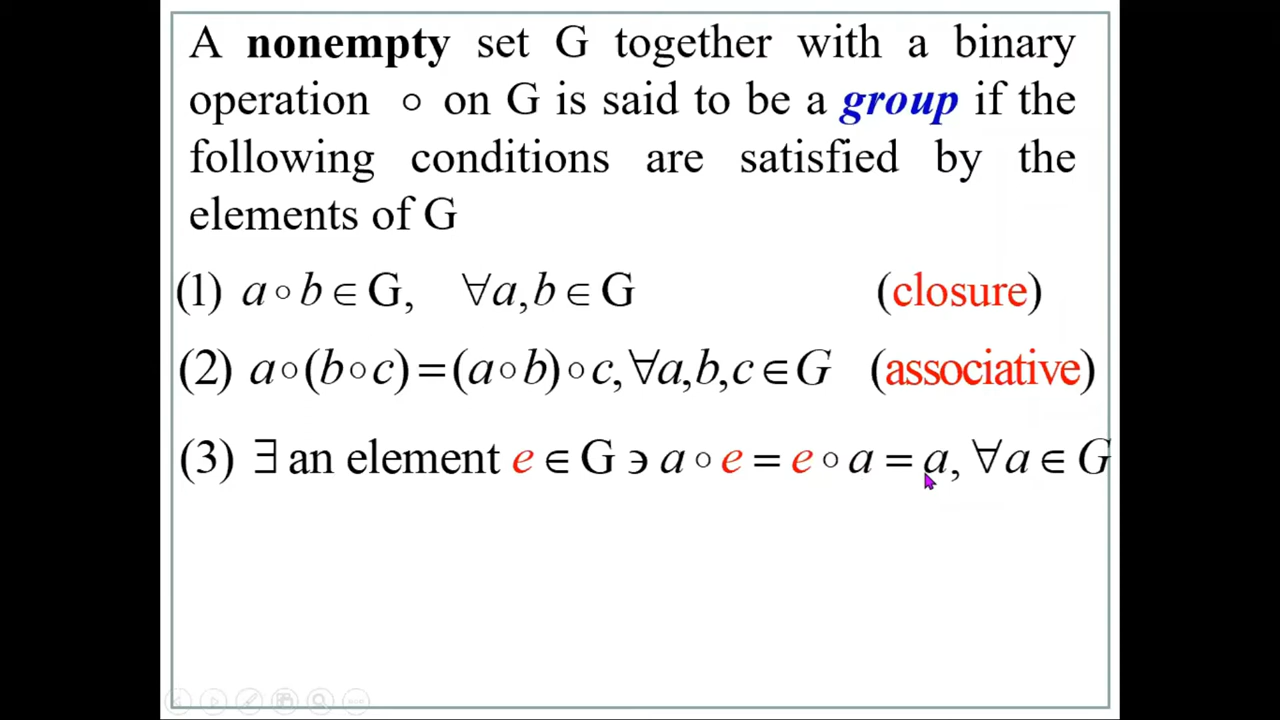 A nonempty set G together with a binary
operation ∘ on G is said to be a group if the
following conditions are satisfied by the
elements of G
(1) a∘b∈G, ∀a,b∈G (closure)
(2) a∘(b∘c)=(a∘b)∘c,∀a,b,c∈G (associative)
(3) ∃ an element e∈G ∍ a∘e=e∘a=a, ∀a∈G